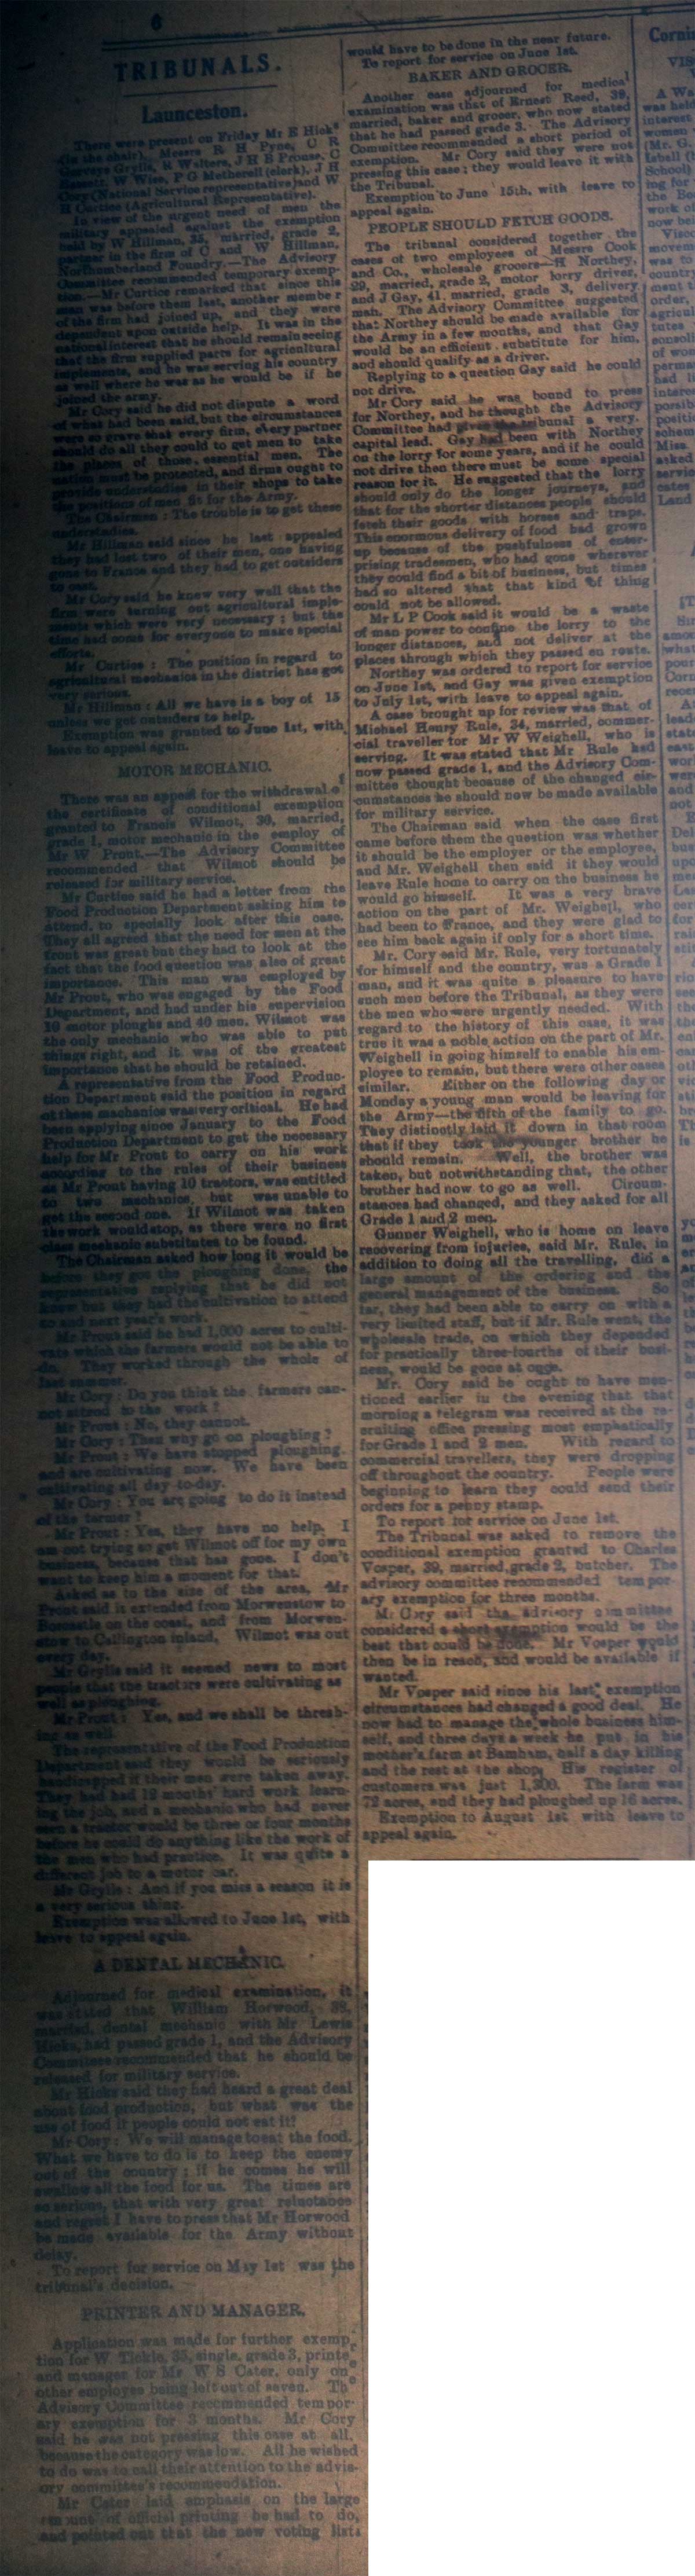 6
TRIBUNALS.
Launceston.
There were present on Friday Mr E Hicks
(in the chair), Messrs R H Pyne, C R
Gurneys Grylls, R Walters, J H B Prouse, C
Bassett, W Wise, P G Metherell (clerk), J H
Cory (National Service representative) and W
H Curtice (Agricultural Representative).
In view of the urgent need of men the
military appealed against the exemption
held by W Hillman, 35, married, grade 2,
partner in the firm of C and W Hillman,
Northumberland Foundry.—The Advisory
Committee recommended temporary exemp-
tion.—Mr Curtice remarked that since this
man was before them last, another member
of the firm had joined up, and they were
dependent upon outside help. It was in the
national interest that he should remain seeing
that the firm supplied parts for agricultural
implements, and he was serving his country
as well where he was as he would be if he
joined the army.
Mr Cory said he did not dispute a word
of what had been said, but the circumstances
were so grave that every firm, every partner
should do all they could to get men to take
the places of those essential men. The
nation must be protected, and firms ought to
provide understudies in their shops to take
the positions of men fit for the Army.
The Chairman : The trouble is to get these
understudies.
Mr Hillman said since he last appealed
they had lost two of their men, one having
gone to France and they had to get outsiders
to cast.
Mr Cory said he knew very well that the
firm were turning out agricultural imple-
ments which were very necessary ; but the
time had come for everyone to make special
efforts.
Mr Curtice : The position in regard to
agricultural mechanics in the district has got
very serious.
Mr Hillman : All we have is a boy of 15
unless we get outsiders to help.
Exemption was granted to June 1st, with
leave to appeal again.
MOTOR MECHANIC.
There was an appeal for the withdrawal of
the certificate of conditional exemption
granted to Francis Wilmot, 30, married,
grade 1, motor mechanic in the employ of
Mr W Prout.—The Advisory Committee
recommended that Wilmot should be
released for military service.
Mr Curtice said he had a letter from the
Food Production Department asking him to
attend, to specially look after this case.
They all agreed that the need for men at the
front was great but they had to look at the
fact that the food question was also of great
importance. This man was employed by
Mr Prout, who was engaged by the Food
Department, and had under his supervision
10 motor ploughs and 40 men. Wilmot was
the only mechanic who was able to put
things right, and it was of the greatest
importance that he should be retained.
A representative from the Food Produc-
tion Department said the position in regard
of these mechanics was very critical. He had
been applying since January to the Food
Production Department to get the necessary
help for Mr Prout to carry on his work
according to the rules of their business
as Mr Prout having 10 tractors, was entitled
to two mechanics, but was unable to
get the second one. If Wilmot was taken
the work would stop, as there were no first
class mechanic substitutes to be found.
The Chairman asked how long it would be
before they got the ploughing done, the
representative replying that he did not
know but they had the cultivation to attend
to and next year's work.
Mr Prout said he had 1,000 acres to culti-
vate which the farmers would not be able to
do. They worked through the whole of
last summer.
Mr Cory : Do you think the farmers can-
not attend to the work ?
Mr Prout : No, they cannot.
Mr Cory : Then why go on ploughing ?
Mr Prout : We have stopped ploughing.
and are cultivating now. We have been
cultivating all day to-day.
Mr Cory : You are going to do it instead
of the farmer ?
Mr Prout : Yes, they have no help. I
am not trying to get Wilmot off for my own
business, because that has gone. I don't
want to keep him a moment for that.
Asked as to the size of the area, Mr
Prout said it extended from Morwenstow to
Boscastle on the coast, and from Morwen-
stow to Callington inland, Wilmot was out
every day.
Mr Grylls said it seemed news to most
people that the tractors were cultivating as
well as ploughing.
Mr Prout : Yes, and we shall be thresh-
ing as well.
The representative of the Food Production
Department said they would be seriously
handicapped if their men were taken away.
They had had 12 months' hard work learn-
ing the job, and a mechanic who had never
seen a tractor would be three or four months
before he could do anything like the work of
the men who had practice. It was quite a
different job to a motor car.
Mr Grylls : And if you miss a season it is
a very serious thing.
Exemption was allowed to June 1st, with
leave to appeal again.
A DENTAL MECHANIC.
Adjourned for medical examination, it
was stated that William Horwood, 38,
married, dental mechanic with Mr Lewis
Hicks, had passed grade 1, and the Advisory
Committee recommended that he should be
released for military service.
Mr Hicks said they had heard a great deal
about food production, but what was the
use of food if people could not eat it?
Mr Cory : We will manage to eat the food.
What we have to do is to keep the enemy
out of the country ; if he comes he will
swallow all the food for us. The times are
so serious, that with very great reluctance
and regret I have to press that Mr Horwood
be made available for the Army without
delay.
To report for service on May 1st was the
tribunal's decision.
PRINTER AND MANAGER.
Application was made for further exemp-
tion for W. Tickle, 35, single, grade 3, printer
and manager for Mr W S Cater, only one
other employee being left out of seven. The
Advisory Committee recommended tempor-
ary exemption for 3 months. Mr Cory
said he was not pressing this case at all,
because the category was low. All he wished
to do was to call their attention to the advis-
ory committee's recommendation.
Mr Cater laid emphasis on the large
amount of official printing he had to do,
and pointed out that the new voting lists
would have to be done in the near future.
To report for service on June 1st.
BAKER AND GROCER.
Another case adjourned for medical
examination was that of Ernest Reed, 39,
married, baker and grocer, who now stated
that he had passed grade 3. The Advisory
Committee recommended a short period of
exemption. Mr Cory said they were not
pressing this case ; they would leave it with
the Tribunal.
Exemption to June 15th, with leave to
appeal again.
PEOPLE SHOULD FETCH GOODS.
The tribunal considered together the
cases of two employees of Messrs Cook
and Co., wholesale grocers—H Northey,
29, married, grade 2, motor lorry driver,
and J Gay, 41, married, grade 3, delivery
man. The Advisory Committee suggested
that Northey should be made available for
the Army in a few months, and that Gay
would be an efficient substitute for him,
and should qualify as a driver.
Replying to a question Gay said he could
not drive.
Mr Cory said he was bound to press
for Northey, and he thought the Advisory
Committee had given the tribunal a very.
capital lead. Gay had been with Northey
on the lorry for some years, and if he could
not drive then there must be some special
reason for it. He suggested that the lorry
should only do the longer journeys, and
that for the shorter distances people should
fetch their goods with horses and traps.
This enormous delivery of food had grown
up because of the pushfulness of enter-
prising tradesmen, who had gone wherever
they could find a bit of business, but times
had so altered that that kind of thing
could not be allowed.
Mr L P Cook said it would be a waste
of man power to confine the lorry to the
longer distances, and not deliver at the
places through which they passed en route.
Northey was ordered to report for service
on June 1st, and Gay was given exemption
to July 1st, with leave to appeal again.
A case brought up for review was that of
Michael Henry Rule, 34, married, commer-
cial traveller for Mr W Weighell, who is
serving. It was stated that Mr Rule had
now passed grade 1, and the Advisory Com-
mittee thought because of the changed cir-
cumstances he should now be made available
for military service.
The Chairman said when the case first
came before them the question was whether
it should be the employer or the employee,
and Mr. Weighell then said if they would
leave Rule home to carry on the business he
would go himself. It was a very brave
action on the part of Mr. Weighell, who
had been to France, and they were glad to
see him back again if only for a short time.
Mr. Cory said Mr. Role, very fortunately
for himself and the country, was a Grade 1
man, and it was quite a pleasure to have
such men before the Tribunal, as they were
the men who were urgently needed. With
regard to the history of this case, it was
true it was a noble action on the part of Mr.
Weighell in going himself to enable his em-
ployee to remain, but there were other cases
similar. Either on the following day or
Monday a young man would be leaving for
the Army—the fifth of the family to go.
They distinctly laid it down in that room
that if they took the younger brother he
should remain. Well, the brother was
taken, but notwithstanding that, the other
brother had now to go as well. Circum-
stances had changed, and they asked for all
Grade 1 and 2 men.
Gunner Weighell, who is home on leave
recovering from injuries, said Mr. Rule, in
addition to doing all the travelling, did a
large amount of the ordering and the
general management of the business. So
far, they had been able to carry on with a
very limited staff, but if Mr. Rule went, the
wholesale trade, on which they depended
for practically three-fourths of their busi-
ness, would be gone at once.
Mr. Cory said he ought to have men-
tioned earlier in the evening that that
morning a telegram was received at the re-
cruiting office pressing most emphatically
for Grade 1 and 2 men. With regard to
commercial travellers, they were dropping
off throughout the country. People were
beginning to learn they could send their
orders for a penny stamp.
To report for service on June 1st.
The Tribunal was asked to remove the
conditional exemption granted to Charles
Vosper, 39, married, grade 2, butcher. The
advisory committee recommended tempor-
ary exemption for three months.
Mr Cory said the advisory committee
considered a short exemption would be the
best that could be done. Mr Vosper would
then be in reach, and would be available if
wanted.
Mr Vosper said since his last exemption
circumstances had changed a good deal. He
now had to manage the whole business him-
self, and three days a week he put in his
mother's farm at Bamham, half a day killing
and the rest at the shop. His register of
customers was just 1,300. The farm was
72 acres, and they had ploughed up 16 acres.
Exemption to August 1st with leave to
appeal again.